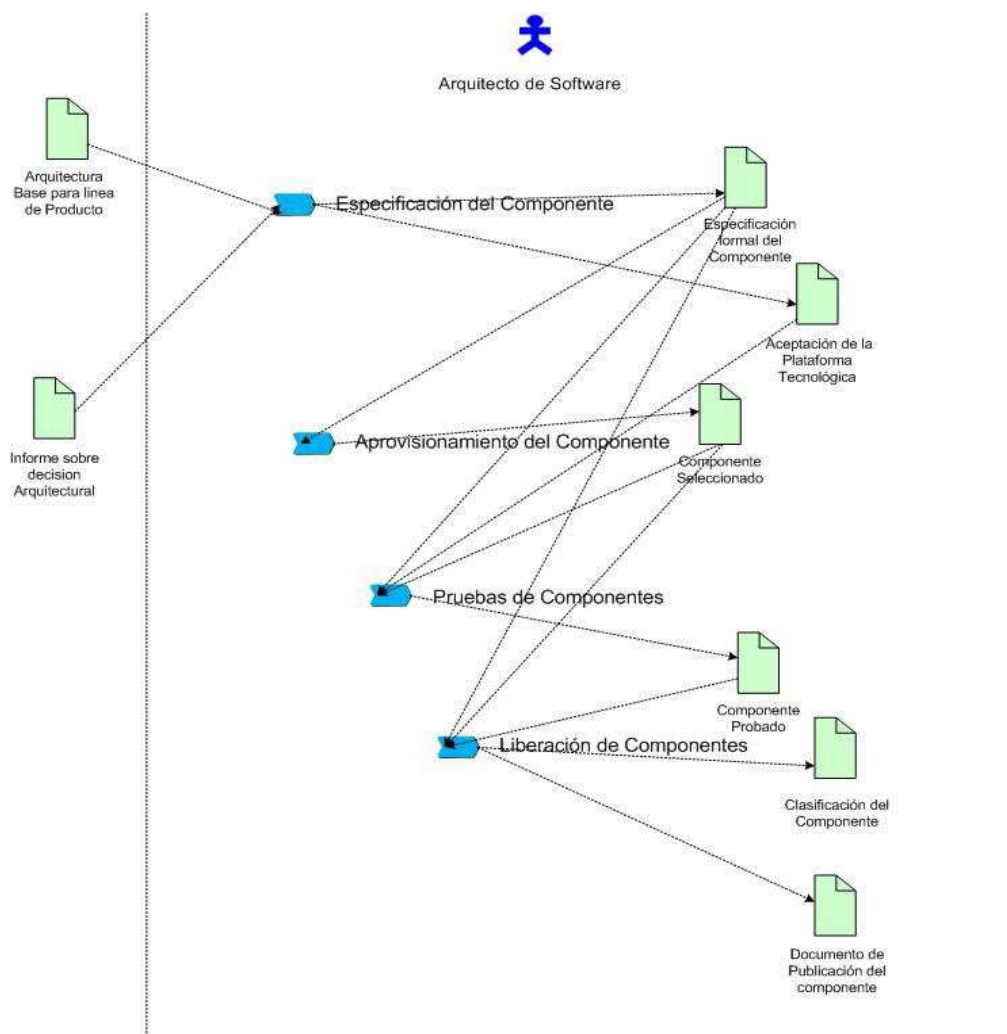 Arquitecto de Software
Arquitectura
Base para linea
de Producto
Especificación del Componente
Especificación
formal del
Componente
Aceptación de la
Plataforma
Tecnológica
Informe sobre
decision
Arquitectural
Aprovisionamiento del Componente
Componente
Seleccionado
Pruebas de Componentes
Componente
Probado
Liberación de Componentes
Clasificación del
Componente
Documento de
Publicación del
componente